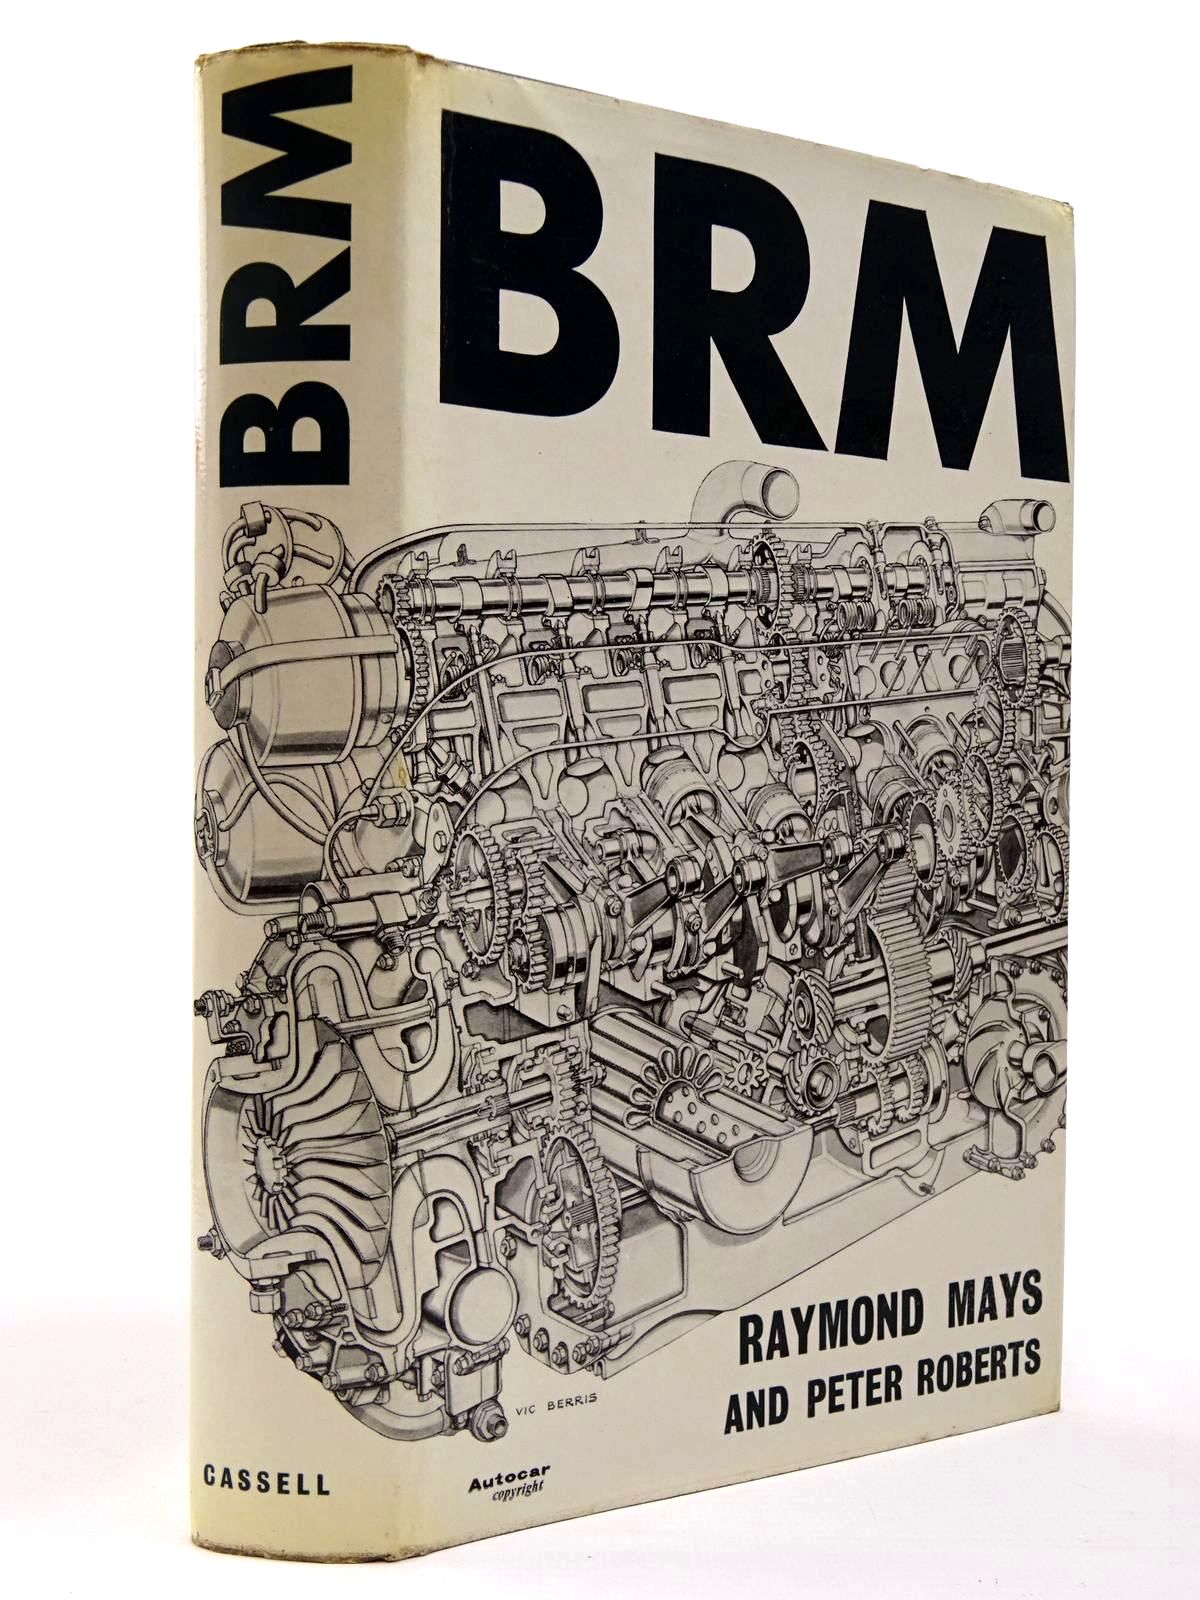 BRM
BRM
VIC BERRIS
RAYMOND MAYS
AND PETER ROBERTS
CASSELL
Autocar
copyright